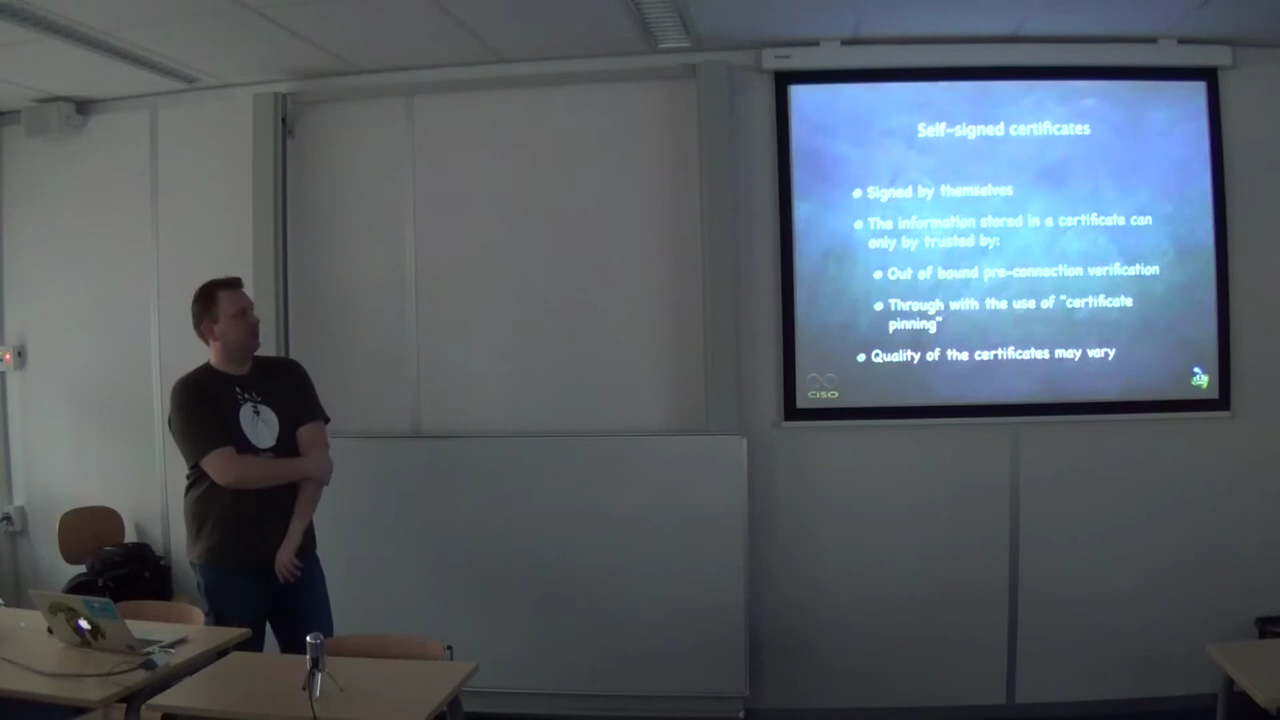 Self-signed certificates
Signed by themselves
The information stored in a certificate can
only by trusted by:
Out of bound pre-connection verification
Through with the use of "certificate
pinning"
Quality of the certificates may vary
CISO